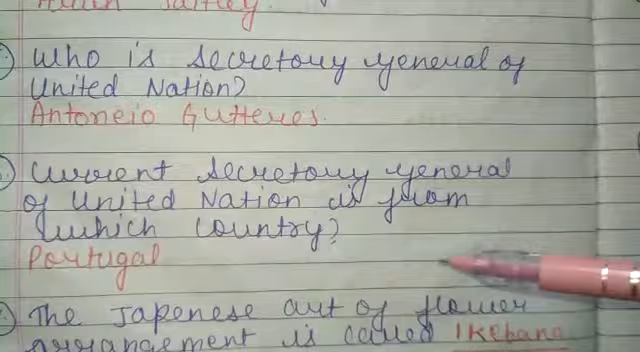 Who is Secretory general of
United Nation?
Antoneio Gutteres.
Current Secretory general
of United Nation is from
which country?
Portugal
The Japenese art of flower
arrangement is called IKebana